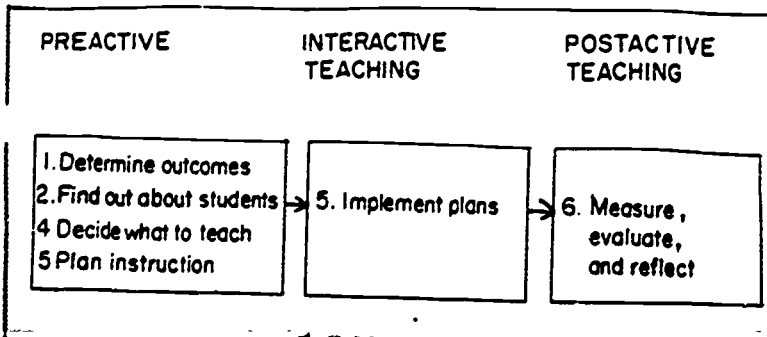 PREACTIVE
INTERACTIVE
TEACHING
POSTACTIVE
TEACHING
1. Determine outcomes
2. Find out about students
4 Decide what to teach
5 Plan instruction
5. Implement plans
6. Measure,
evaluate,
and reflect